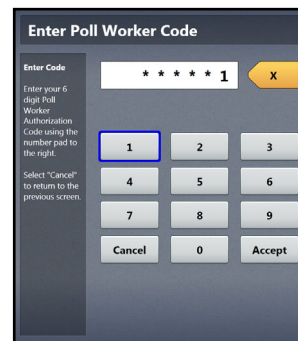 Enter Poll Worker Code
Enter Code
Enter your 6
digit Poll
Worker
Authorization
Code using the
number pad to
the right.
Select "Cancel"
to return to the
previous screen.
* * * * * 1
X
1 2 3
4 5 6
7 8 9
Cancel 0 Accept